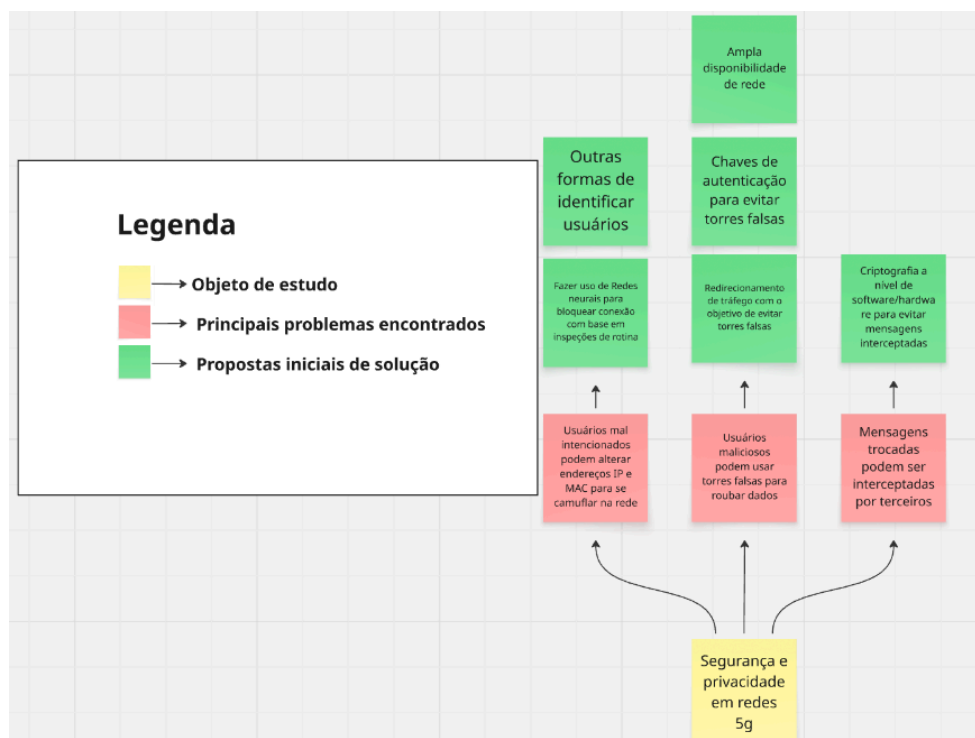 Ampla
disponibilidade
de rede
Outras
formas de
identificar
usuários
Chaves de
autenticação
para evitar
torres falsas
Legenda
Objeto de estudo
Principais problemas encontrados
Propostas iniciais de solução
Fazer uso de Redes
neurais para
bloquear conexão
com base em
inspeções de rotina
Redirecionamento
de tráfego com o
objetivo de evitar
torres falsas
Criptografia a
nível de
software/hardwa
re para evitar
mensagens
interceptadas
Usuários mal
intencionados
podem alterar
endereços IP e
MAC para se
camuflar na rede
Usuários
maliciosos
podem usar
torres falsas para
roubar dados
Mensagens
trocadas
podem ser
interceptadas
por terceiros
Segurança e
privacidade
em redes
5g